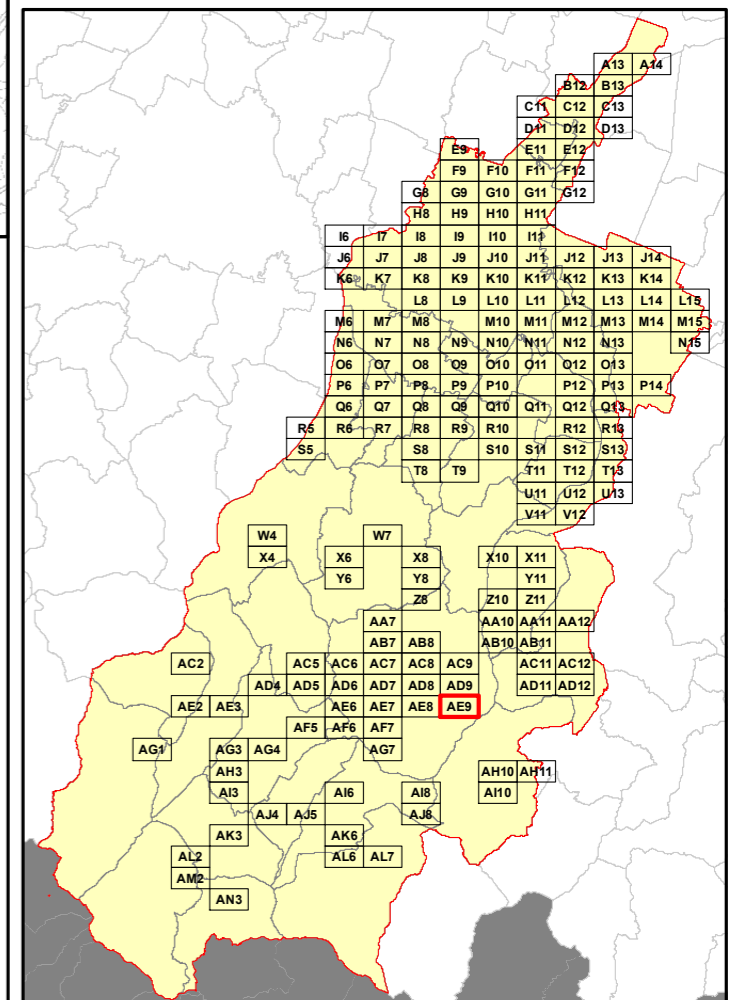 A13 A14
B12 B13
C11 C12 C13
D11 D12 D13
E9 E11 E12
F9 F10 F11 F12
G8 G9 G10 G11 G12
H8 H9 H10 H11
I6 I7 I8 I9 I10 I11
J6 J7 J8 J9 J10 J11 J12 J13 J14
K6 K7 K8 K9 K10 K11 K12 K13 K14
L8 L9 L10 L11 L12 L13 L14 L15
M6 M7 M8 M10 M11 M12 M13 M14 M15
N6 N7 N8 N9 N10 N11 N12 N13 N15
O6 O7 O8 O9 O10 O11 O12 O13
P6 P7 P8 P9 P10 P12 P13 P14
Q6 Q7 Q8 Q9 Q10 Q11 Q12 Q13
R5 R6 R7 R8 R9 R10 R12 R13
S5 S8 S10 S11 S12 S13
T8 T9 T11 T12 T13
U11 U12 U13
V11 V12
W4 W7
X4 X6 X8 X10 X11
Y6 Y8 Y11
Z8 Z10 Z11
AA7 AA10 AA11 AA12
AB7 AB8 AB10 AB11
AC2 AC5 AC6 AC7 AC8 AC9 AC11 AC12
AD4 AD5 AD6 AD7 AD8 AD9 AD11 AD12
AE2 AE3 AE6 AE7 AE8 AE9
AF5 AF6 AF7
AG1 AG3 AG4 AG7
AH3 AH10 AH11
AI3 AI6 AI8 AI10
AJ4 AJ5 AJ8
AK3 AK6
AL2 AL6 AL7
AM2
AN3